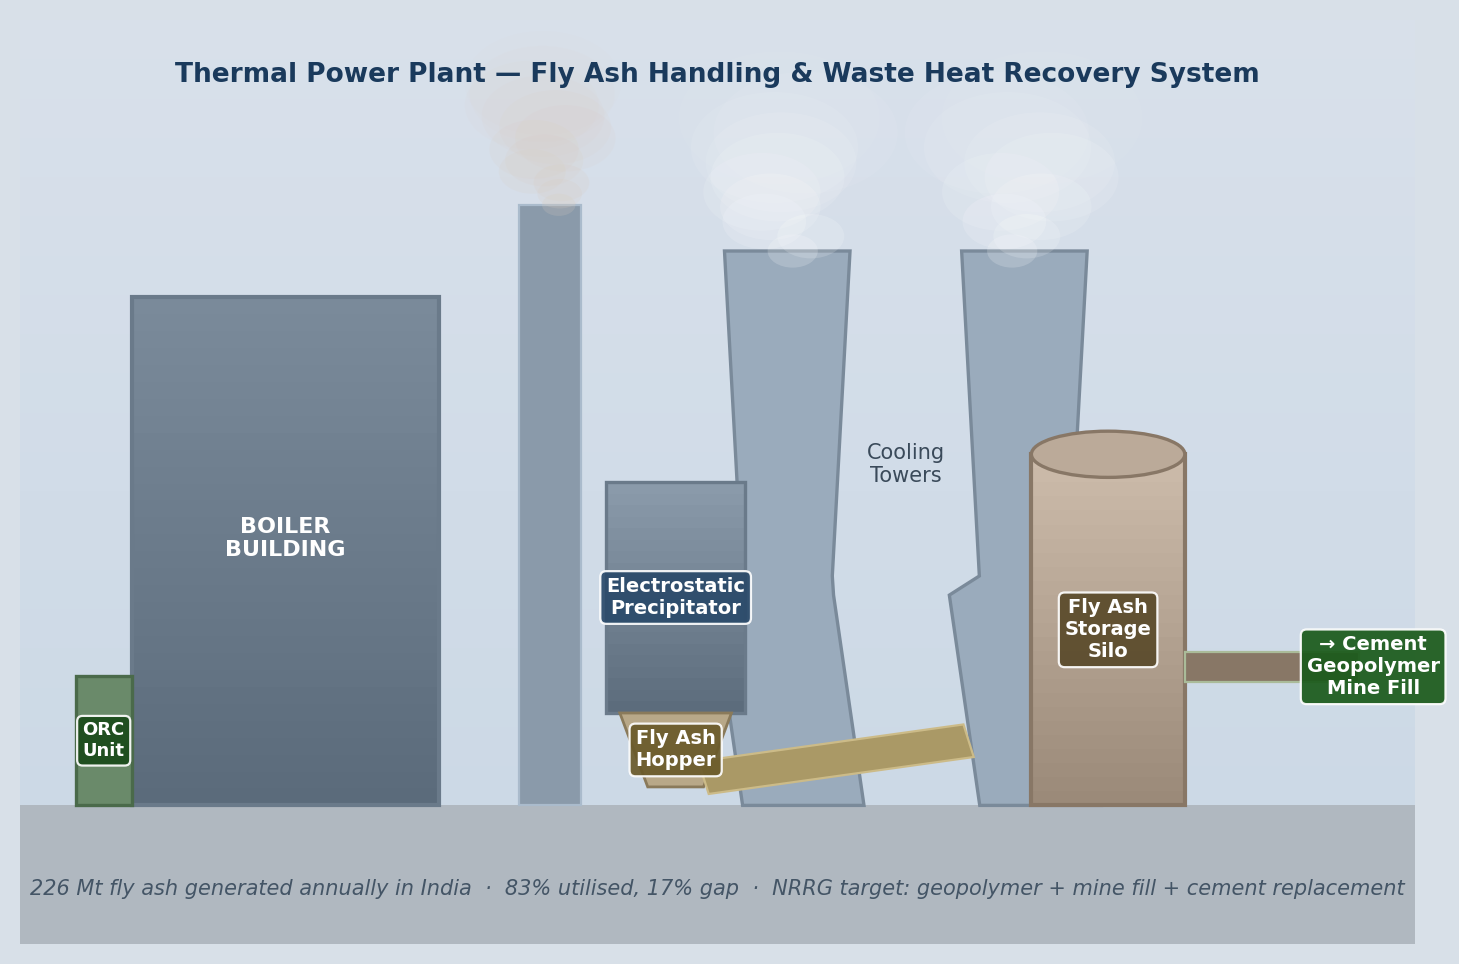 Thermal Power Plant — Fly Ash Handling & Waste Heat Recovery System
Cooling
Towers
BOILER
BUILDING
Electrostatic
Precipitator
Fly Ash
Storage
Silo
→ Cement
Geopolymer
Mine Fill
ORC
Unit
Fly Ash
Hopper
226 Mt fly ash generated annually in India · 83% utilised, 17% gap · NRRG target: geopolymer + mine fill + cement replacement